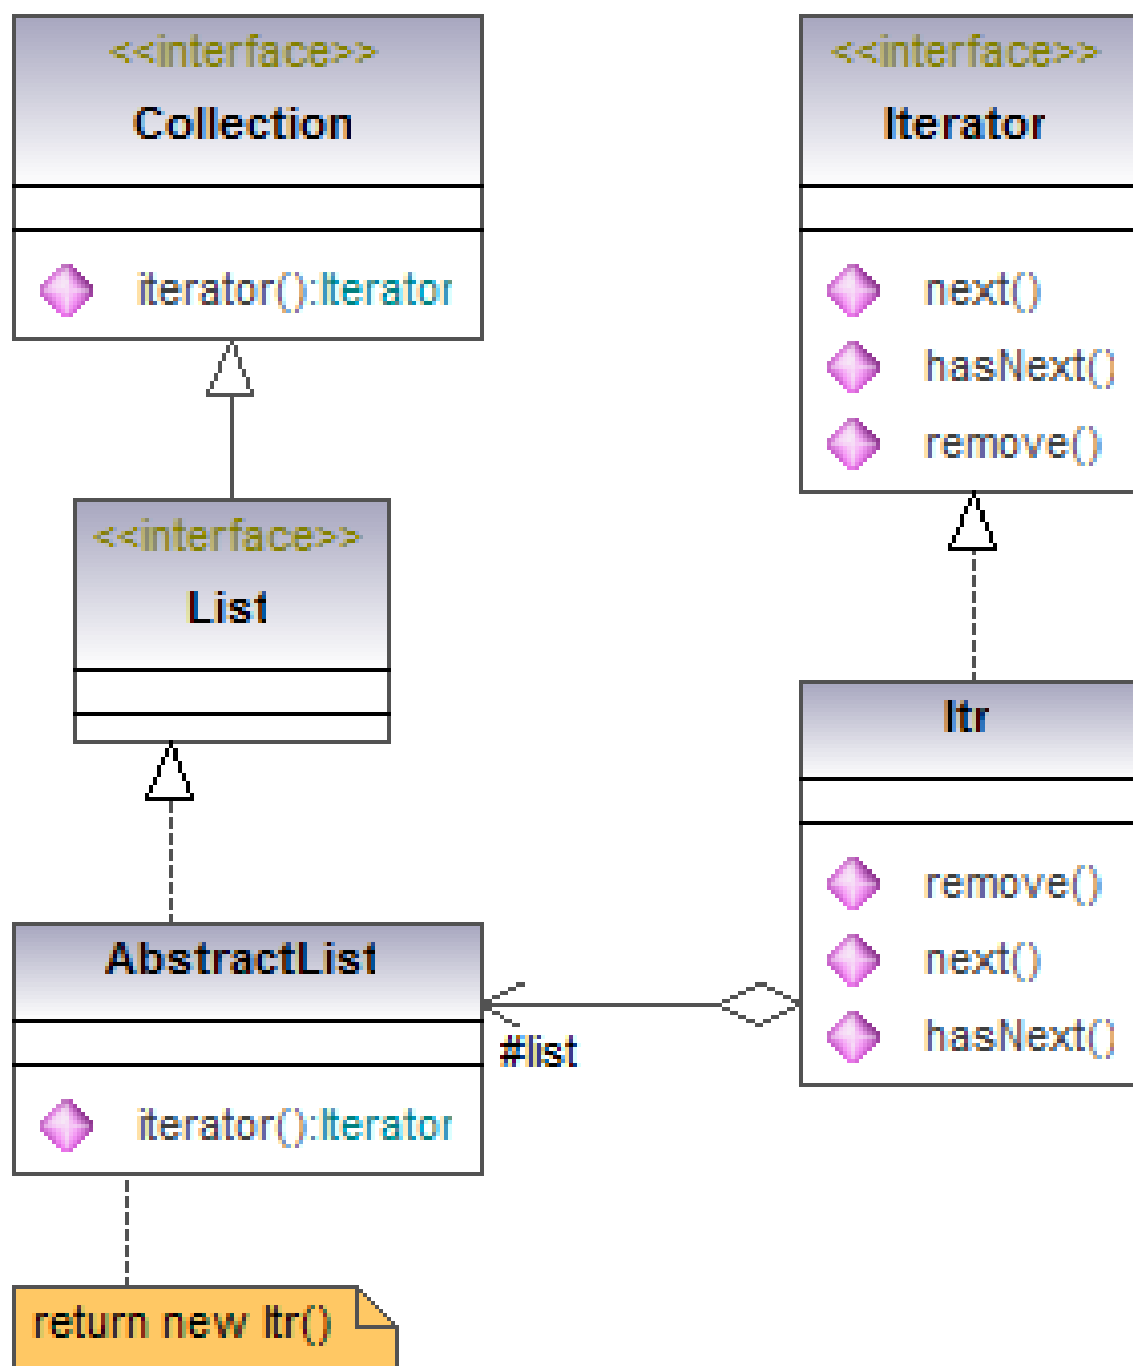 <<interface>>
Collection
iterator():Iterator
<<interface>>
Iterator
next()
hasNext()
remove()
<<interface>>
List
Itr
remove()
next()
hasNext()
AbstractList
iterator():Iterator
#list
return new Itr()